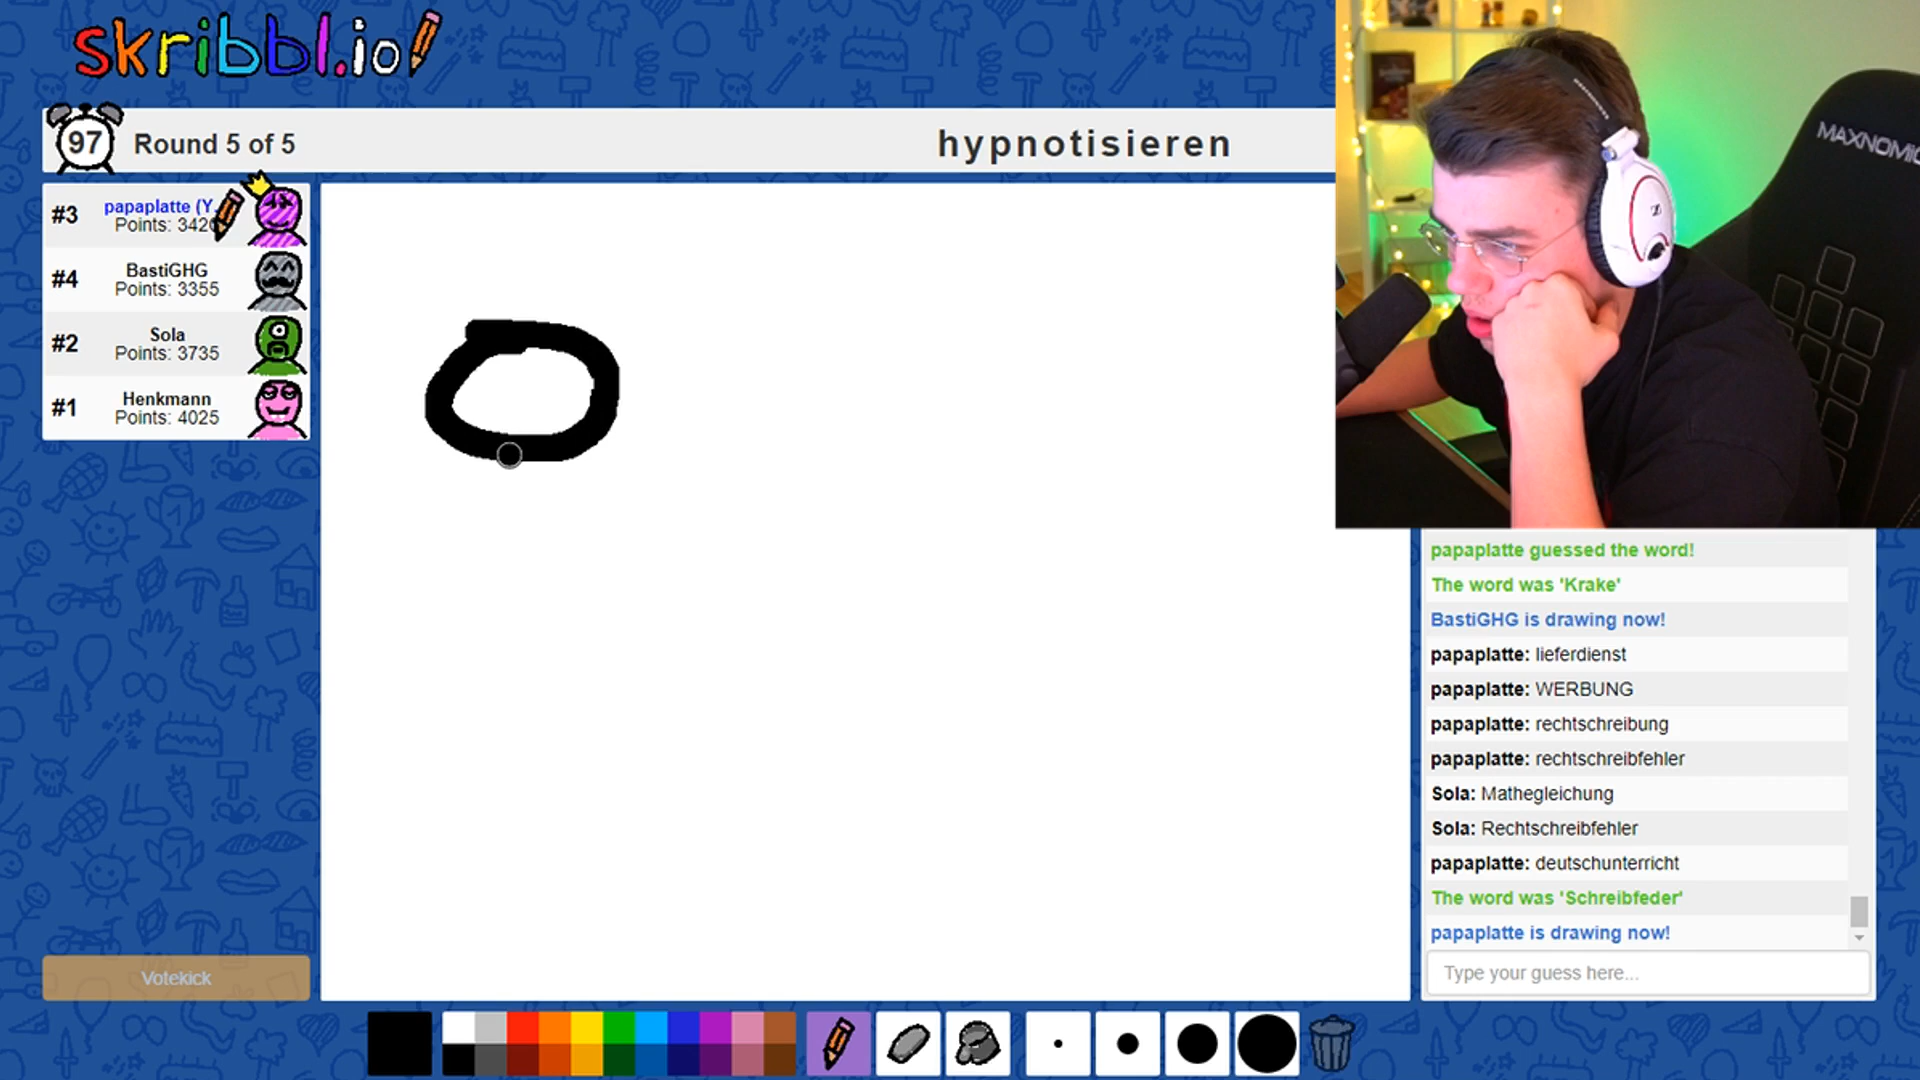 skribbl.io
97
Round 5 of 5
hypnotisieren
#3
papaplatte (Y
Points: 3420
#4
BastiGHG
Points: 3355
#2
Sola
Points: 3735
#1
Henkmann
Points: 4025
Votekick
MAXNOMIC
papaplatte guessed the word!
The word was 'Krake'
BastiGHG is drawing now!
papaplatte: lieferdienst
papaplatte: WERBUNG
papaplatte: rechtschreibung
papaplatte: rechtschreibfehler
Sola: Mathegleichung
Sola: Rechtschreibfehler
papaplatte: deutschunterricht
The word was 'Schreibfeder'
papaplatte is drawing now!
Type your guess here...